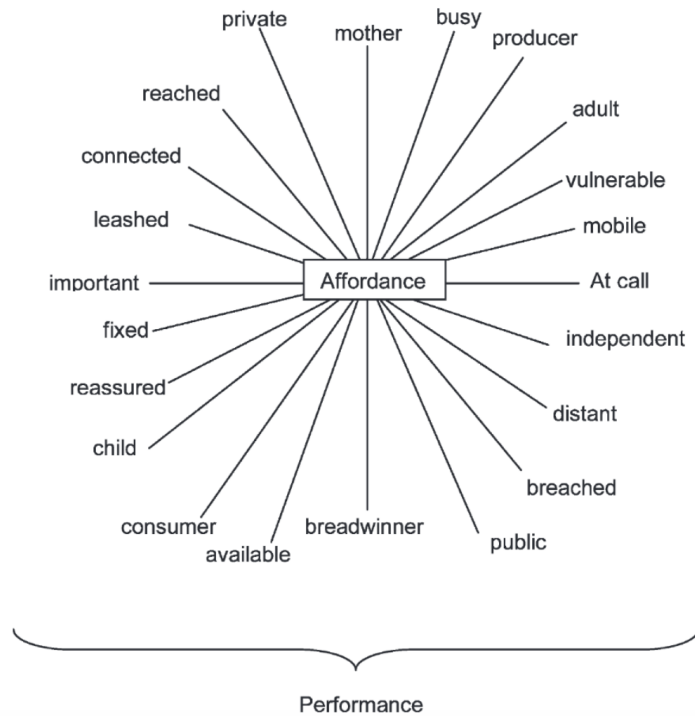 private
mother
busy
producer
reached
adult
connected
vulnerable
leashed
mobile
important
Affordance
At call
fixed
independent
reassured
distant
child
breached
consumer
available
breadwinner
public
Performance